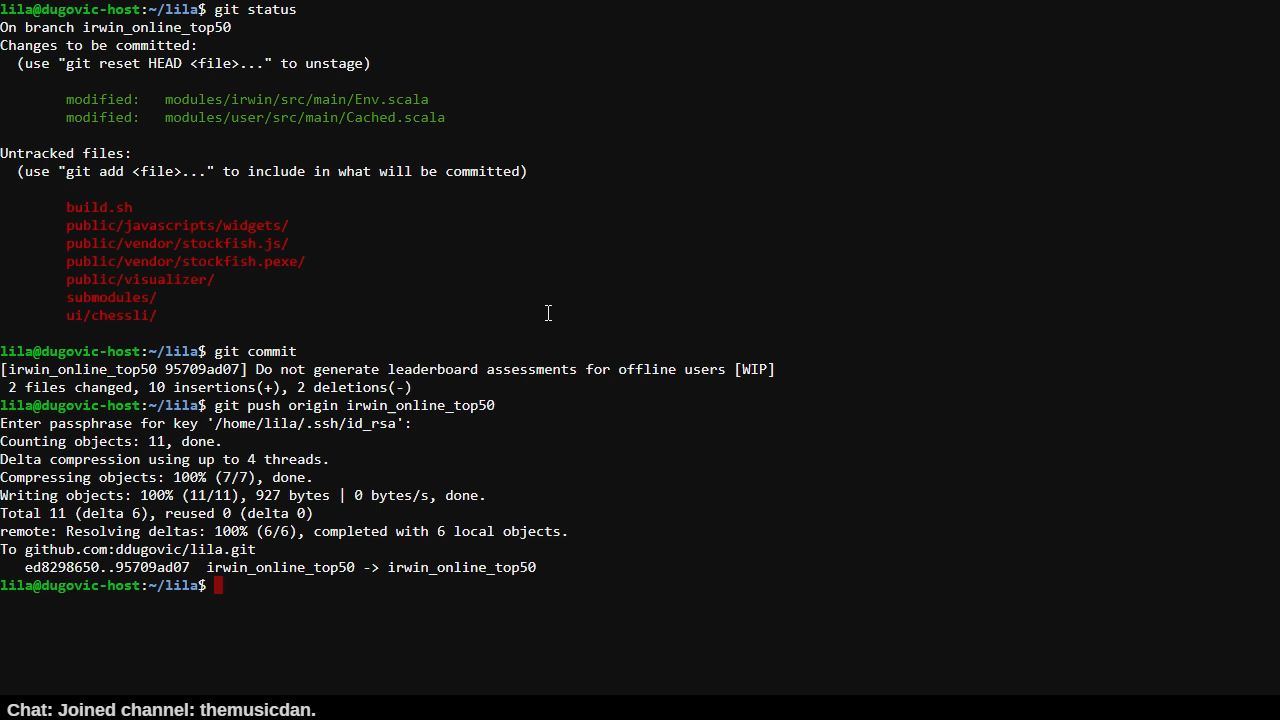 lila@dugovic-host:~/lila$ git status
On branch irwin_online_top50
Changes to be committed:
  (use "git reset HEAD <file>..." to unstage)
        modified:   modules/irwin/src/main/Env.scala
        modified:   modules/user/src/main/Cached.scala
Untracked files:
  (use "git add <file>..." to include in what will be committed)
        build.sh
        public/javascripts/widgets/
        public/vendor/stockfish.js/
        public/vendor/stockfish.pexe/
        public/visualizer/
        submodules/
        ui/chessli/
lila@dugovic-host:~/lila$ git commit
[irwin_online_top50 95709ad07] Do not generate leaderboard assessments for offline users [WIP]
 2 files changed, 10 insertions(+), 2 deletions(-)
lila@dugovic-host:~/lila$ git push origin irwin_online_top50
Enter passphrase for key '/home/lila/.ssh/id_rsa':
Counting objects: 11, done.
Delta compression using up to 4 threads.
Compressing objects: 100% (7/7), done.
Writing objects: 100% (11/11), 927 bytes | 0 bytes/s, done.
Total 11 (delta 6), reused 0 (delta 0)
remote: Resolving deltas: 100% (6/6), completed with 6 local objects.
To github.com:ddugovic/lila.git
   ed8298650..95709ad07  irwin_online_top50 -> irwin_online_top50
lila@dugovic-host:~/lila$
Chat: Joined channel: themusicdan.